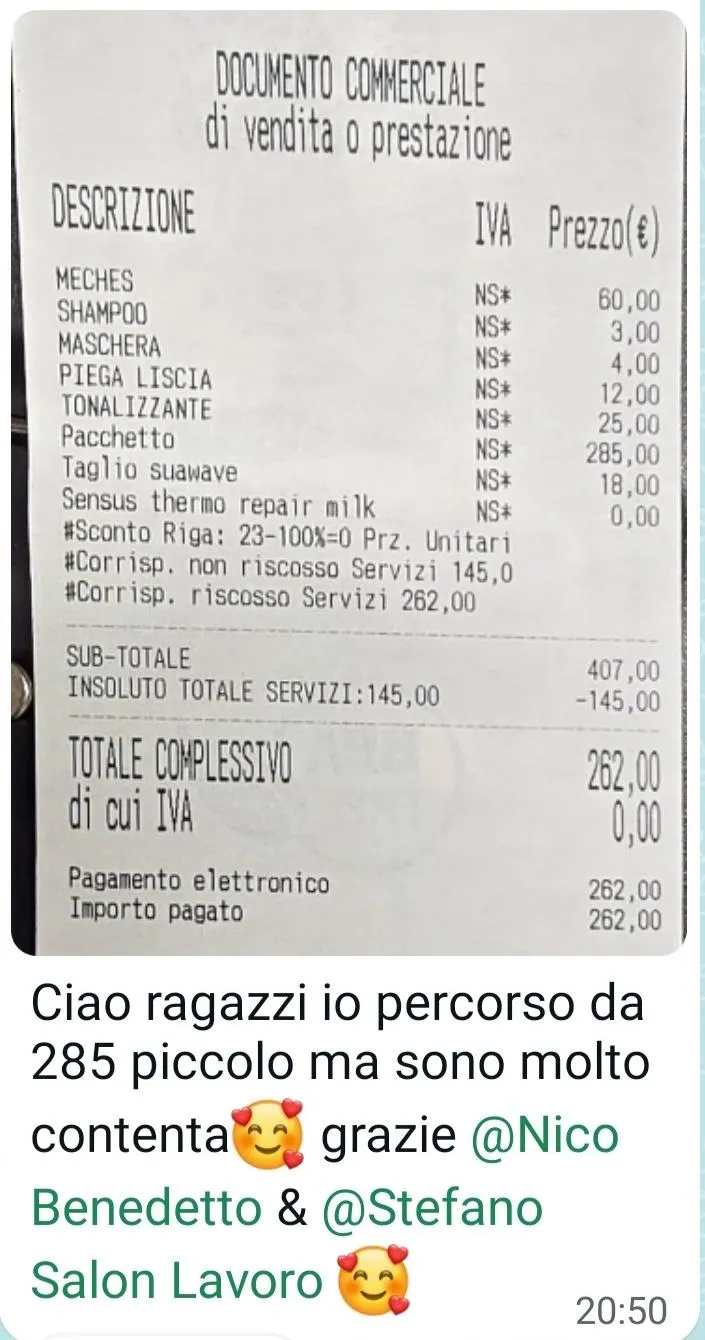 DOCUMENTO COMMERCIALE
di vendita o prestazione
DESCRIZIONE IVA Prezzo(€)
MECHES NS* 60,00
SHAMPOO NS* 3,00
MASCHERA NS* 4,00
PIEGA LISCIA NS* 12,00
TONALIZZANTE NS* 25,00
Pacchetto NS* 285,00
Taglio suawave NS* 18,00
Sensus thermo repair milk NS* 0,00
#Sconto Riga: 23-100%=0 Prz. Unitari
#Corrisp. non riscosso Servizi 145,0
#Corrisp. riscosso Servizi 262,00
SUB-TOTALE 407,00
INSOLUTO TOTALE SERVIZI:145,00 -145,00
TOTALE COMPLESSIVO 262,00
di cui IVA 0,00
Pagamento elettronico 262,00
Importo pagato 262,00
Ciao ragazzi io percorso da
285 piccolo ma sono molto
contenta🥰 grazie @Nico
Benedetto & @Stefano
Salon Lavoro 🥰
20:50